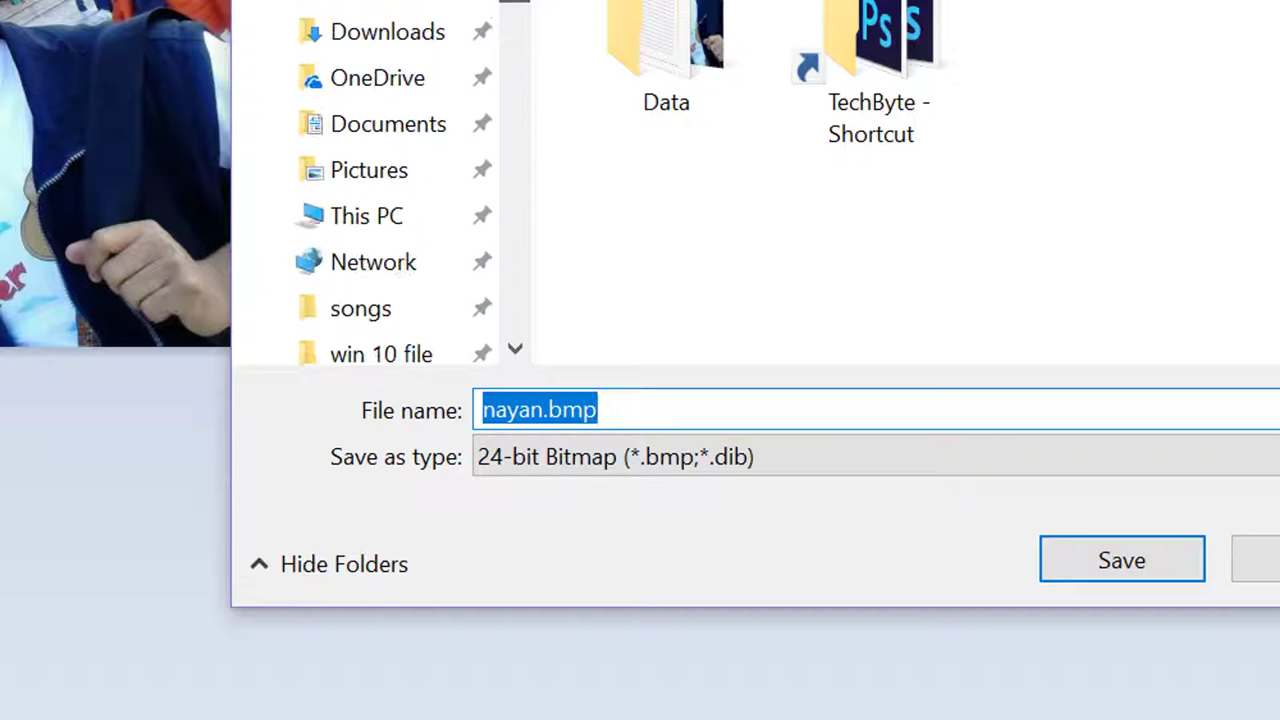 Downloads
OneDrive
Documents
Pictures
This PC
Network
songs
win 10 file
Data
TechByte -
Shortcut
File name: nayan.bmp
Save as type: 24-bit Bitmap (*.bmp;*.dib)
Hide Folders
Save